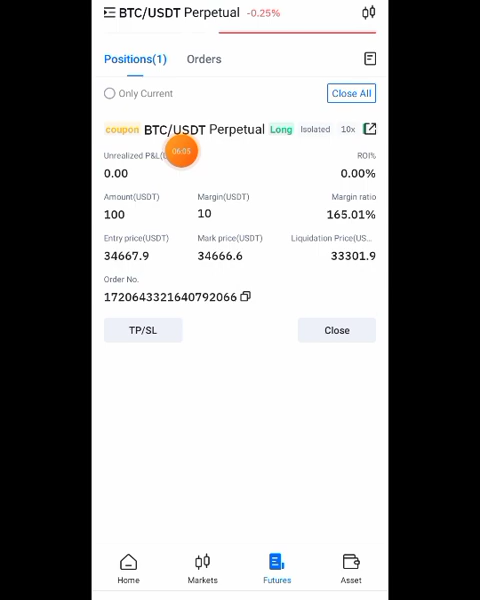 BTC/USDT Perpetual -0.25%
Positions(1) Orders
Only Current Close All
coupon BTC/USDT Perpetual Long Isolated 10x
Unrealized P&L(U ROI%
06:05
0.00 0.00%
Amount(USDT) Margin(USDT) Margin ratio
100 10 165.01%
Entry price(USDT) Mark price(USDT) Liquidation Price(US...
34667.9 34666.6 33301.9
Order No.
1720643321640792066
TP/SL Close
Home Markets Futures Asset